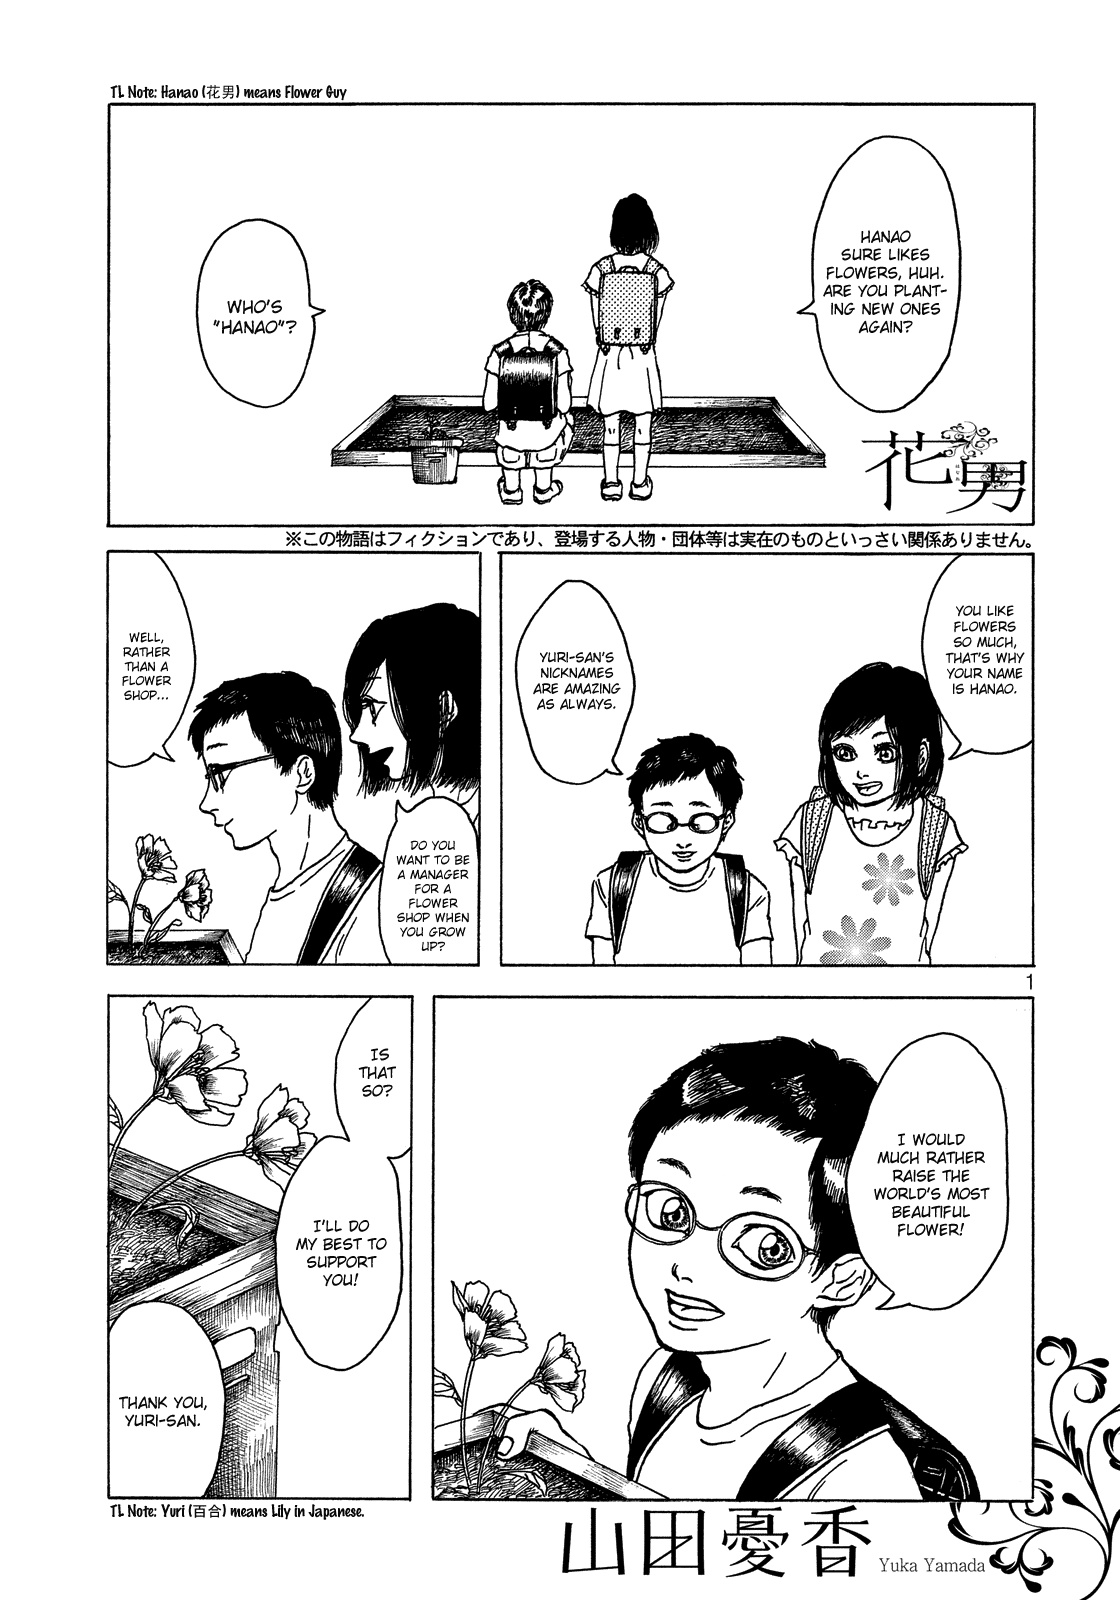 TL Note: Hanao (花男) means Flower Guy
HANAO
SURE LIKES
FLOWERS, HUH.
ARE YOU PLANT-
ING NEW ONES
AGAIN?
WHO'S
"HANAO"?
花男
※この物語はフィクションであり、登場する人物・団体等は実在のものといっさい関係ありません。
YOU LIKE
FLOWERS
SO MUCH,
THAT'S WHY
YOUR NAME
IS HANAO.
YURI-SAN'S
NICKNAMES
ARE AMAZING
AS ALWAYS.
DO YOU
WANT TO BE
A MANAGER
FOR A
FLOWER
SHOP WHEN
YOU GROW
UP?
WELL,
RATHER
THAN A
FLOWER
SHOP...
1
I WOULD
MUCH RATHER
RAISE THE
WORLD'S MOST
BEAUTIFUL
FLOWER!
IS
THAT
SO?
I'LL DO
MY BEST TO
SUPPORT
YOU!
THANK YOU,
YURI-SAN.
TL Note: Yuri (百合) means Lily in Japanese.
山田憂香
Yuka Yamada